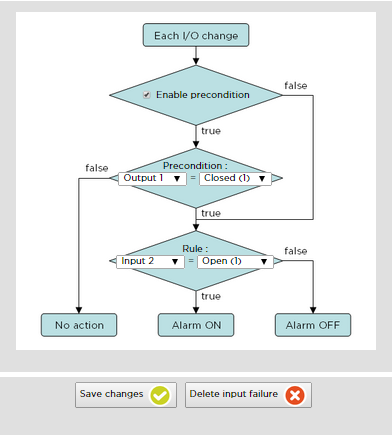 Each I/O change
Enable precondition
false
true
Precondition :
false
Output 1 ▼ = Closed (1) ▼
true
Rule :
false
Input 2 ▼ = Open (1) ▼
true
No action
Alarm ON
Alarm OFF
Save changes
Delete input failure